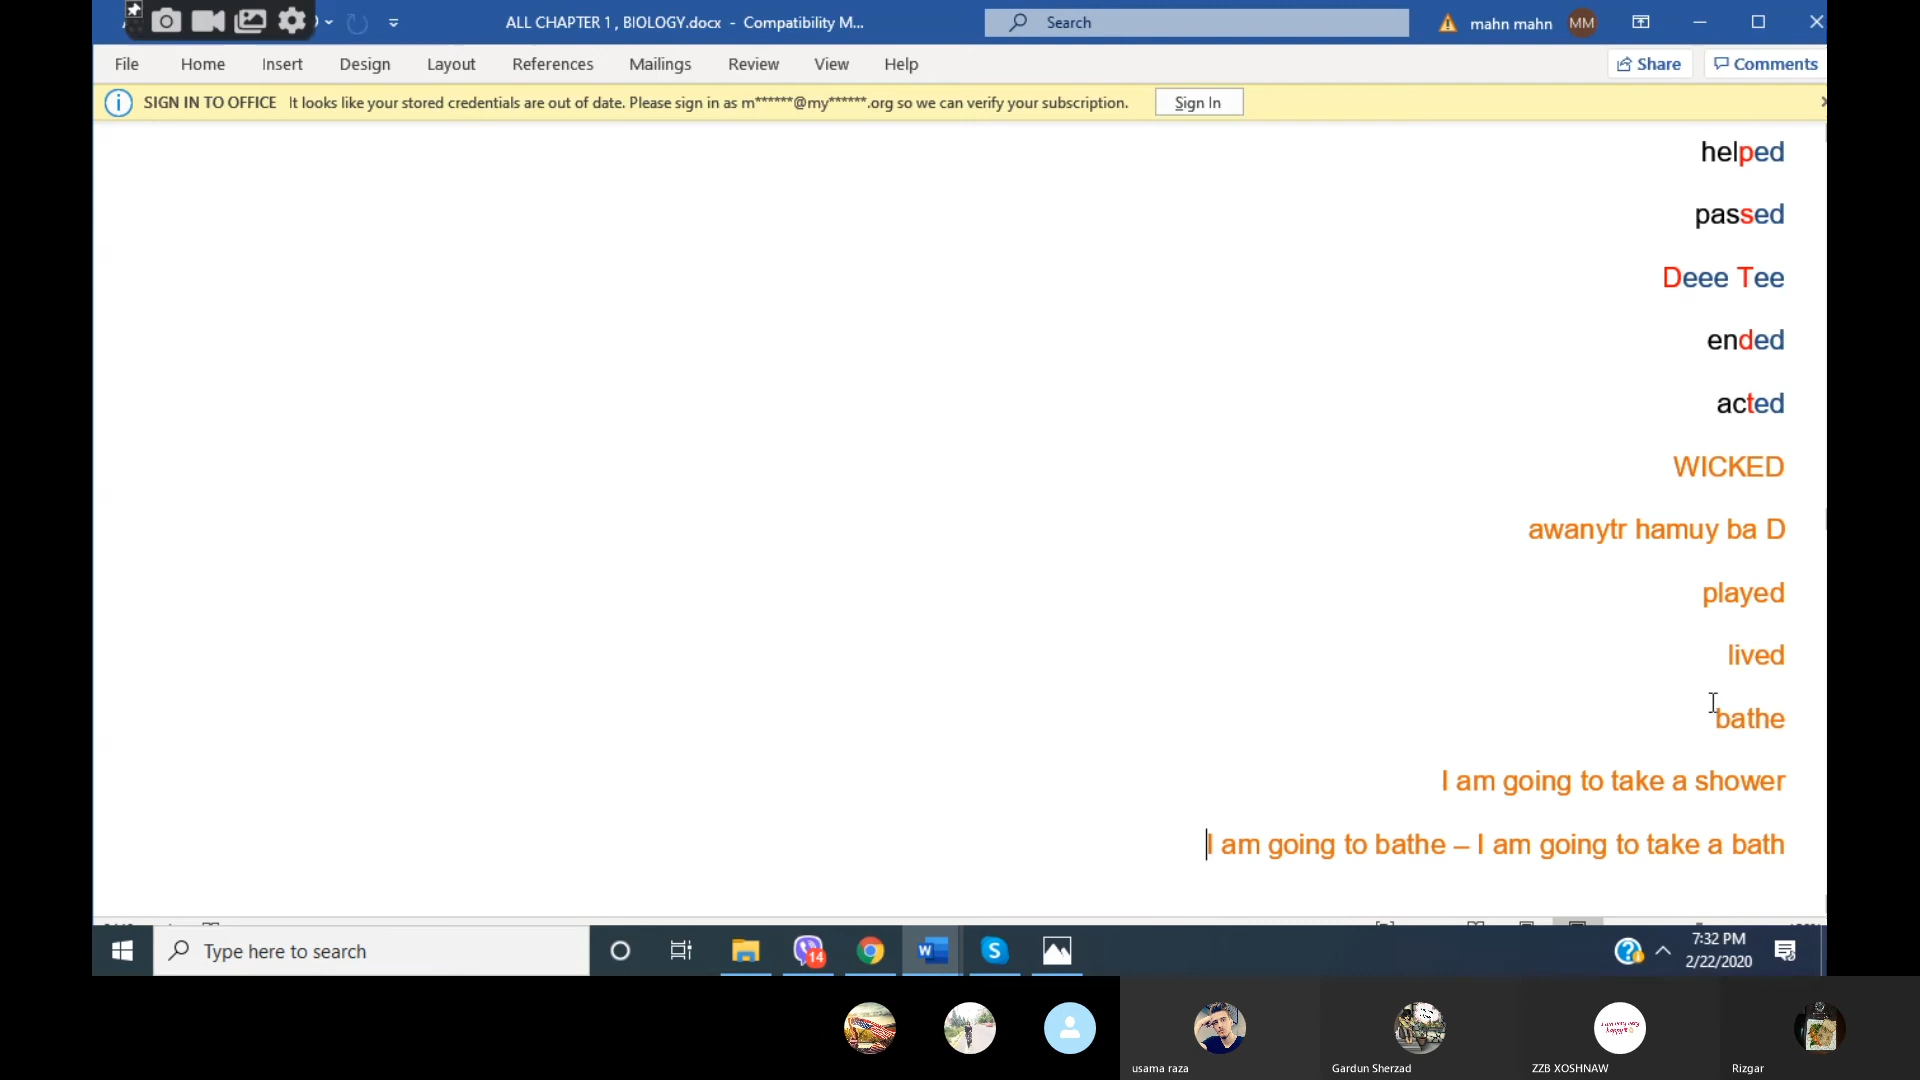 ALL CHAPTER 1 , BIOLOGY.docx - Compatibility M...
Search
mahn mahn
MM
File Home Insert Design Layout References Mailings Review View Help
Share
Comments
SIGN IN TO OFFICE It looks like your stored credentials are out of date. Please sign in as m******@my******.org so we can verify your subscription.
Sign In
helped
passed
Deee Tee
ended
acted
WICKED
awanytr hamuy ba D
played
lived
bathe
I am going to take a shower
I am going to bathe – I am going to take a bath
Type here to search
14
7:32 PM
2/22/2020
usama raza
Gardun Sherzad
ZZB XOSHNAW
Rizgar